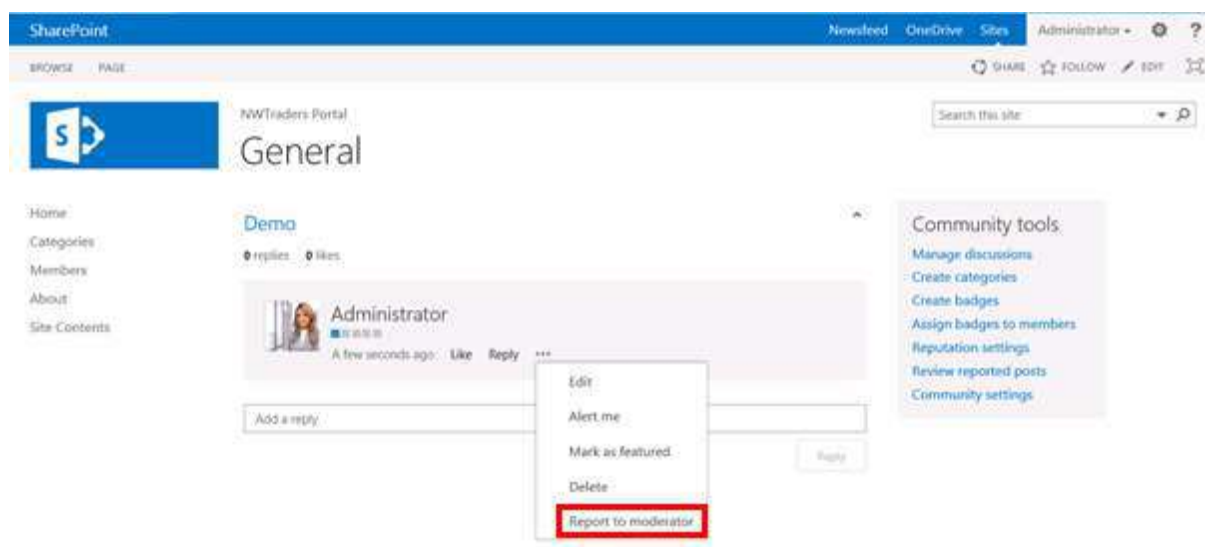 SharePoint
Newsfeed OneDrive Sites Administrator ?
BROWSE PAGE
SHARE FOLLOW EDIT
S
NWTraders Portal
General
Search this site
Home
Categories
Members
About
Site Contents
Demo
0 replies 0 likes
Administrator
A few seconds ago Like Reply ...
Edit
Alert me
Mark as featured
Delete
Report to moderator
Add a reply
Reply
Community tools
Manage discussions
Create categories
Create badges
Assign badges to members
Reputation settings
Review reported posts
Community settings